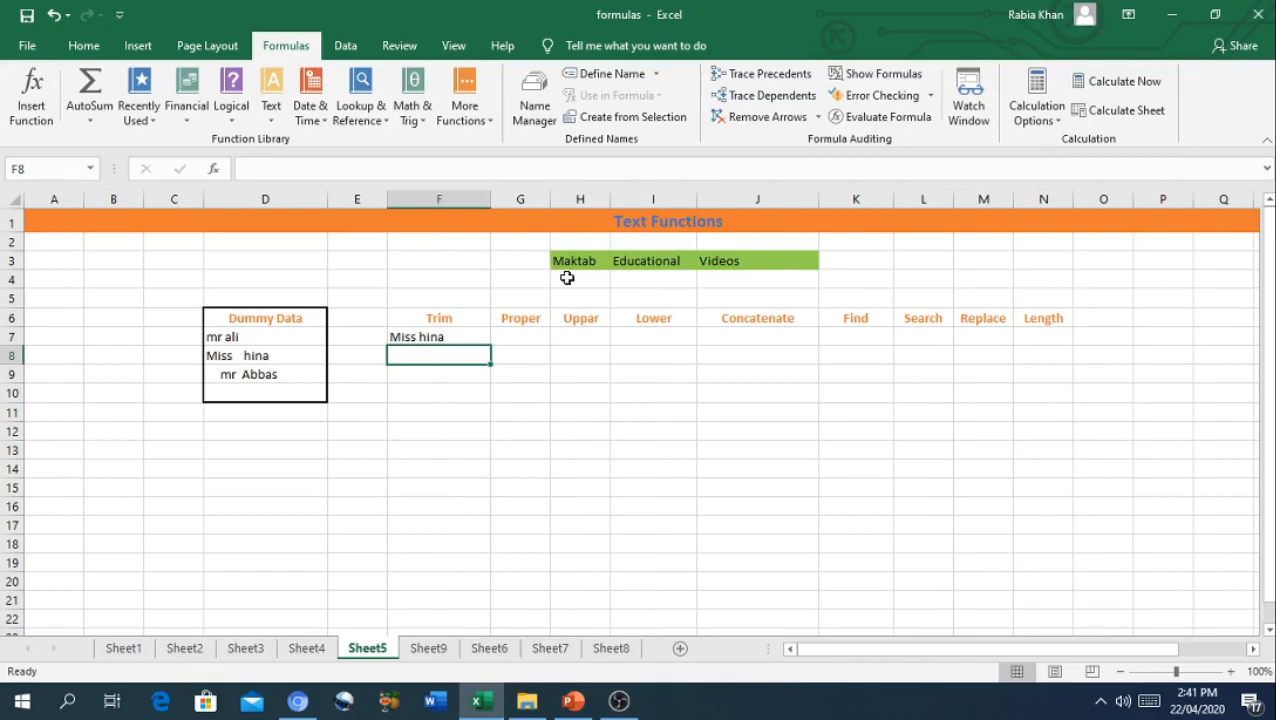 formulas - Excel
Rabia Khan
File Home Insert Page Layout Formulas Data Review View Help Tell me what you want to do Share
Insert Function
AutoSum
Recently Used
Financial
Logical
Text
Date & Time
Lookup & Reference
Math & Trig
More Functions
Function Library
Name Manager
Define Name
Use in Formula
Create from Selection
Defined Names
Trace Precedents
Trace Dependents
Remove Arrows
Show Formulas
Error Checking
Evaluate Formula
Formula Auditing
Watch Window
Calculation Options
Calculate Now
Calculate Sheet
Calculation
F8 fx
A B C D E F G H I J K L M N O P Q
1 Text Functions
2
3 Maktab Educational Videos
4
5
6 Dummy Data Trim Proper Uppar Lower Concatenate Find Search Replace Length
7 mr ali Miss hina
8 Miss   hina
9 mr  Abbas
10
11
12
13
14
15
16
17
18
19
20
21
22
Sheet1 Sheet2 Sheet3 Sheet4 Sheet5 Sheet9 Sheet6 Sheet7 Sheet8
Ready 100%
2:41 PM
22/04/2020
17